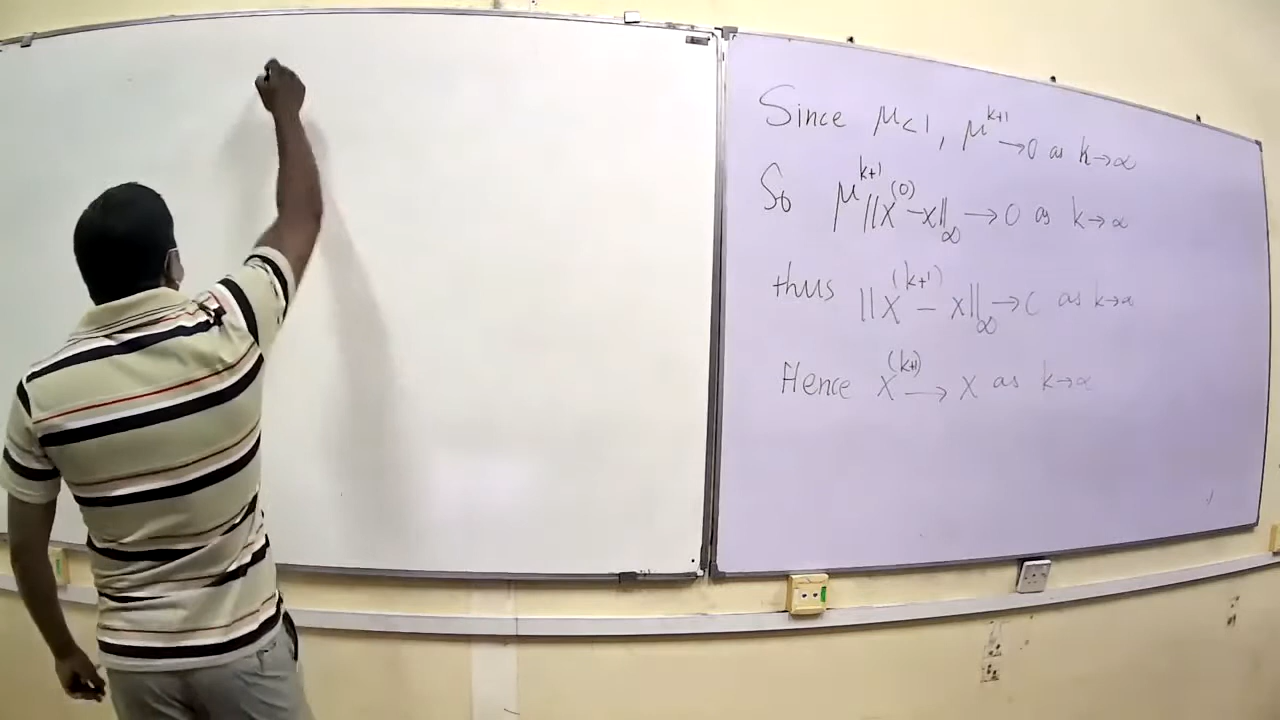 Since μ<1, μ^{k+1} → 0 as k→∞
So μ^{k+1} ||x^{(0)} − x||_∞ → 0 as k→∞
thus ||x^{(k+1)} − x||_∞ → 0 as k→∞
Hence x^{(k+1)} → x as k→∞